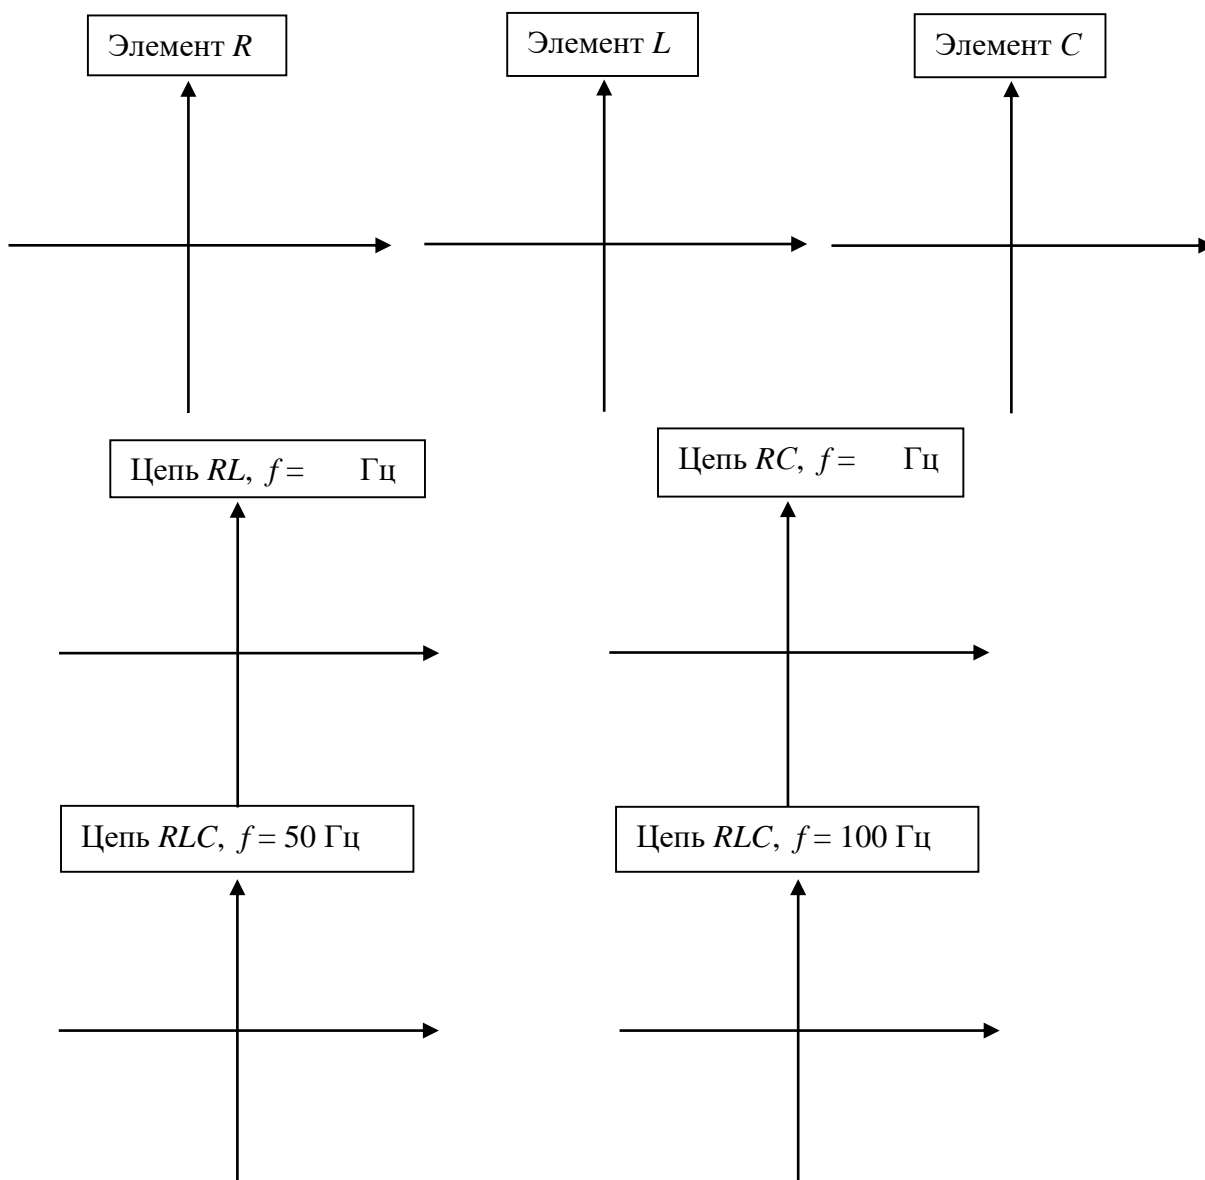 Элемент R
Элемент L
Элемент C
Цепь RL, f = Гц
Цепь RC, f = Гц
Цепь RLC, f = 50 Гц
Цепь RLC, f = 100 Гц